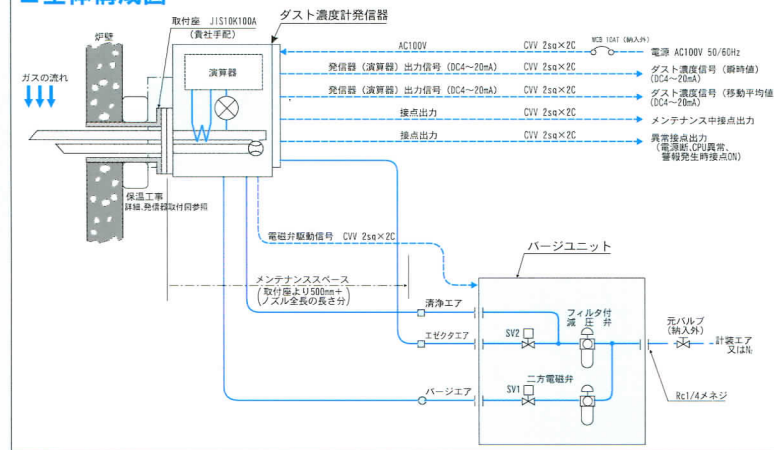 ■全体構成図
取付座 JIS10K100A
(貴社手配)
ダスト濃度計発信器
炉壁
ガスの流れ
演算器
AC100V
CVV 2sq×2C
MCB 10AT (納入外)
電源 AC100V 50/60Hz
発信器 (演算器) 出力信号 (DC4~20mA)
CVV 2sq×2C
ダスト濃度信号 (瞬時値)
(DC4~20mA)
発信器 (演算器) 出力信号 (DC4~20mA)
CVV 2sq×2C
ダスト濃度信号 (移動平均値)
(DC4~20mA)
接点出力
CVV 2sq×2C
メンテナンス中接点出力
接点出力
CVV 2sq×2C
異常接点出力
(電源断、CPU異常、
警報発生時接点ON)
保温工事
詳細、発信器取付図参照
電磁弁駆動信号 CVV 2sq×2C
メンテナンススペース
(取付座より500mm+
ノズル全長の長さ分)
パージユニット
清浄エア
エゼクタエア
パージエア
SV2
フィルタ付
減圧弁
SV1
二方電磁弁
元バルブ
(納入外)
計装エア
又はN₂
Rc1/4メネジ